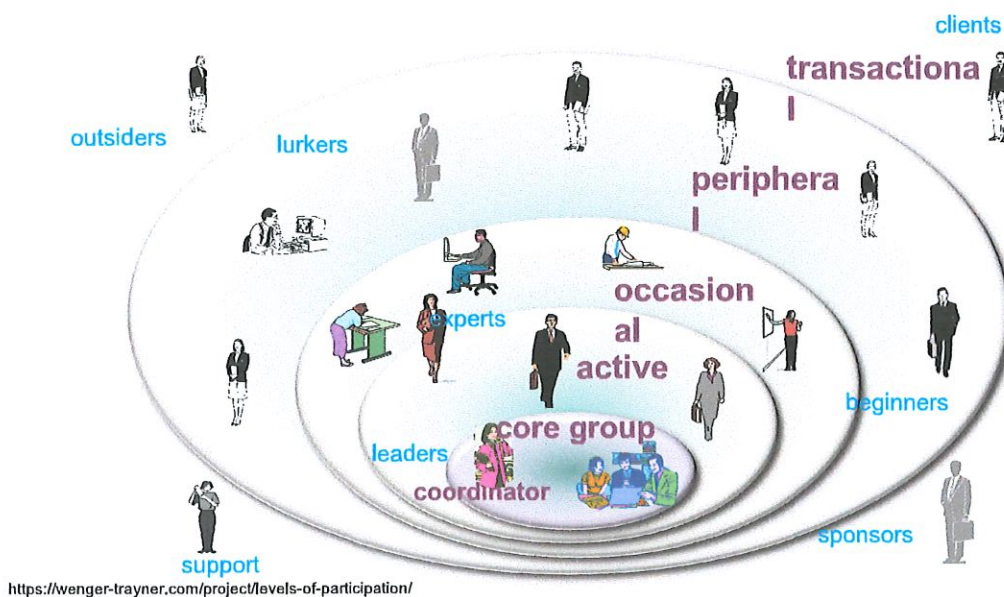 clients
transactiona
l
outsiders
lurkers
periphera
l
occasion
al
experts
active
beginners
core group
leaders
coordinator
sponsors
support
https://wenger-trayner.com/project/levels-of-participation/